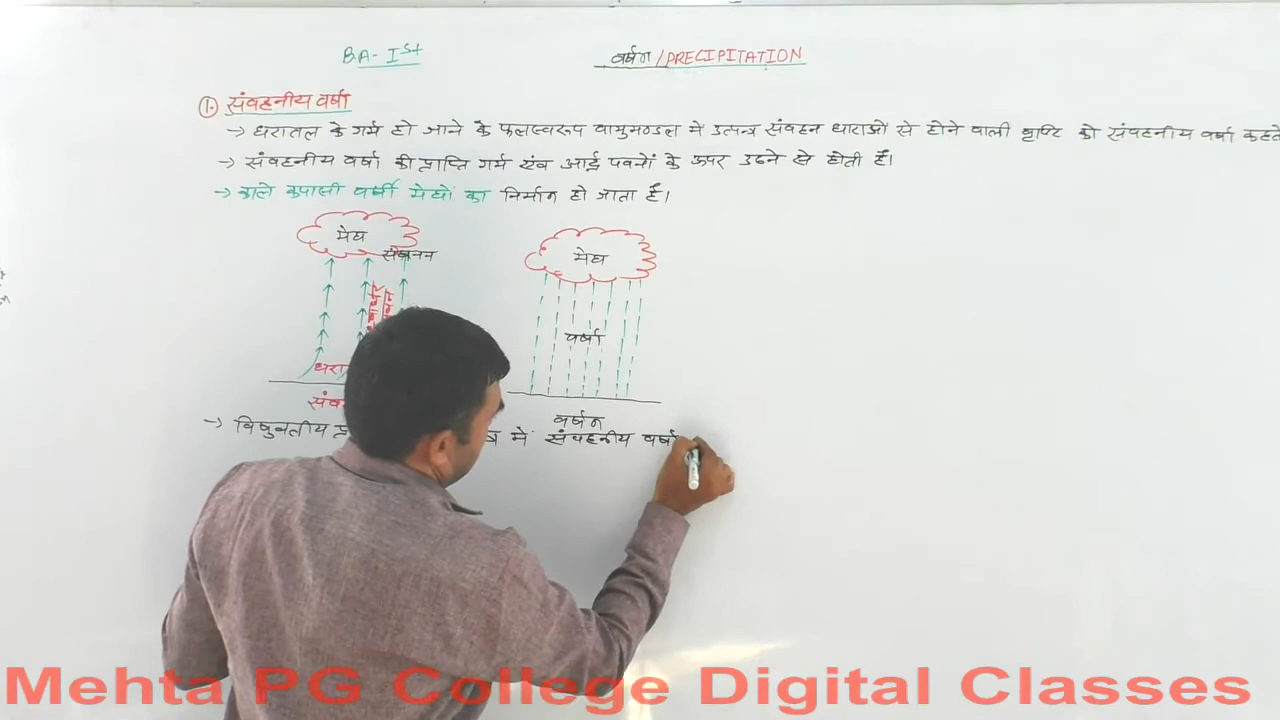 BA- Ist
वर्षण/PRECIPITATION
1. संवहनीय वर्षा
→ धरातल के गर्म हो जाने के फलस्वरूप वायुमण्डल में उत्पन्न संवहन धाराओं से होने वाली वृष्टि को संवहनीय वर्षा कहते
→ संवहनीय वर्षा की प्राप्ति गर्म एंव आर्द्र पवनों के ऊपर उठने से होती हैं।
→ काले कपासी वर्षी मेघों का निर्माण हो जाता हैं।
मेघ
मेघ
वर्षा
धरा
संव
वर्षण
→ विषुवतीय में संवहनीय वर्षा
Mehta PG College Digital Classes